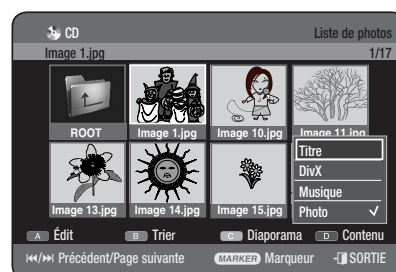 CD Liste de photos
Image 1.jpg 1/17
ROOT Image 1.jpg Image 10.jpg Image 11.jpg
Titre
DivX
Musique
Photo ✓
Image 13.jpg Image 14.jpg Image 15.jpg
A Édit B Trier C Diaporama D Contenu
⏮/⏭ Précédent/Page suivante MARKER Marqueur SORTIE